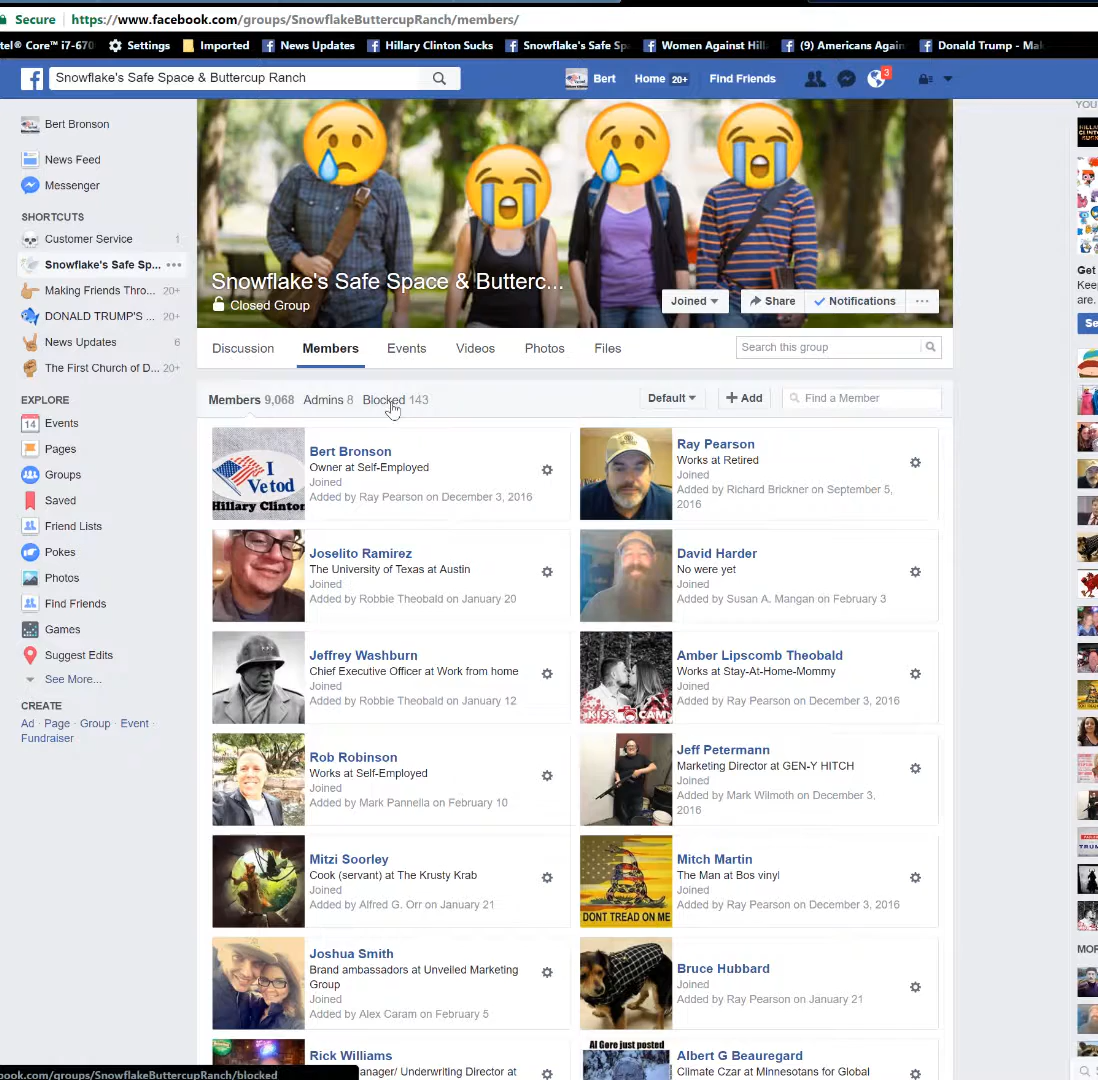 Secure | https://www.facebook.com/groups/SnowflakeButtercupRanch/members/
tel® Core™ i7-670 Settings Imported News Updates Hillary Clinton Sucks Snowflake's Safe Sp Women Against Hill (9) Americans Again Donald Trump - Mak
Snowflake's Safe Space & Buttercup Ranch
Bert Home 20+ Find Friends 3
Bert Bronson
News Feed
Messenger
SHORTCUTS
Customer Service 1
Snowflake's Safe Sp... •••
Making Friends Thro... 20+
DONALD TRUMP'S ... 20+
News Updates 6
The First Church of D... 20+
EXPLORE
14 Events
Pages
Groups
Saved
Friend Lists
Pokes
Photos
Find Friends
Games
Suggest Edits
See More...
CREATE
Ad · Page · Group · Event ·
Fundraiser
Snowflake's Safe Space & Butterc...
Closed Group
Joined Share Notifications ...
Discussion Members Events Videos Photos Files
Search this group
Members 9,068 Admins 8 Blocked 143
Default + Add Find a Member
I
Vetod
Hillary Clinton
Bert Bronson
Owner at Self-Employed
Joined
Added by Ray Pearson on December 3, 2016
Ray Pearson
Works at Retired
Joined
Added by Richard Brickner on September 5,
2016
Joselito Ramirez
The University of Texas at Austin
Joined
Added by Robbie Theobald on January 20
David Harder
No were yet
Joined
Added by Susan A. Mangan on February 3
Jeffrey Washburn
Chief Executive Officer at Work from home
Joined
Added by Robbie Theobald on January 12
KISS CAM
Amber Lipscomb Theobald
Works at Stay-At-Home-Mommy
Joined
Added by Ray Pearson on December 3, 2016
Rob Robinson
Works at Self-Employed
Joined
Added by Mark Pannella on February 10
Jeff Petermann
Marketing Director at GEN-Y HITCH
Joined
Added by Mark Wilmoth on December 3,
2016
Mitzi Soorley
Cook (servant) at The Krusty Krab
Joined
Added by Alfred G. Orr on January 21
DONT TREAD ON ME
Mitch Martin
The Man at Bos vinyl
Joined
Added by Ray Pearson on December 3, 2016
Joshua Smith
Brand ambassadors at Unveiled Marketing
Group
Joined
Added by Alex Caram on February 5
Bruce Hubbard
Joined
Added by Ray Pearson on January 21
Rick Williams
anager/ Underwriting Director at
Al Gore just posted
Albert G Beauregard
Climate Czar at Minnesotans for Global
YOU
Get
Keep
are.
Se
MOR
book.com/groups/SnowflakeButtercupRanch/blocked